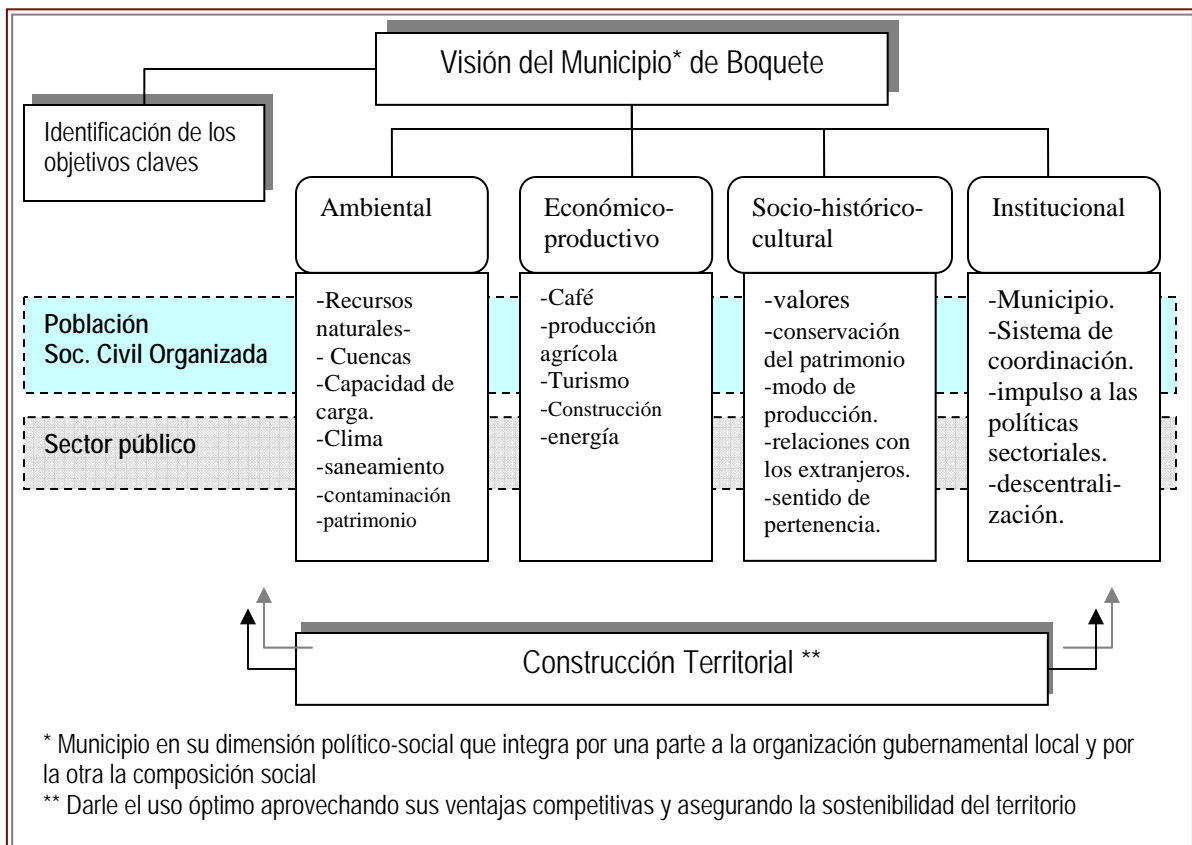 Visión del Municipio* de Boquete
Identificación de los
objetivos claves
Ambiental
Económico-
productivo
Socio-histórico-
cultural
Institucional
Población
Soc. Civil Organizada
Sector público
-Recursos
naturales-
- Cuencas
-Capacidad de
carga.
-Clima
-saneamiento
-contaminación
-patrimonio
-Café
-producción
agrícola
-Turismo
-Construcción
-energía
-valores
-conservación
del patrimonio
-modo de
producción.
-relaciones con
los extranjeros.
-sentido de
pertenencia.
-Municipio.
-Sistema de
coordinación.
-impulso a las
políticas
sectoriales.
-descentrali-
zación.
Construcción Territorial **
* Municipio en su dimensión político-social que integra por una parte a la organización gubernamental local y por
la otra la composición social
** Darle el uso óptimo aprovechando sus ventajas competitivas y asegurando la sostenibilidad del territorio